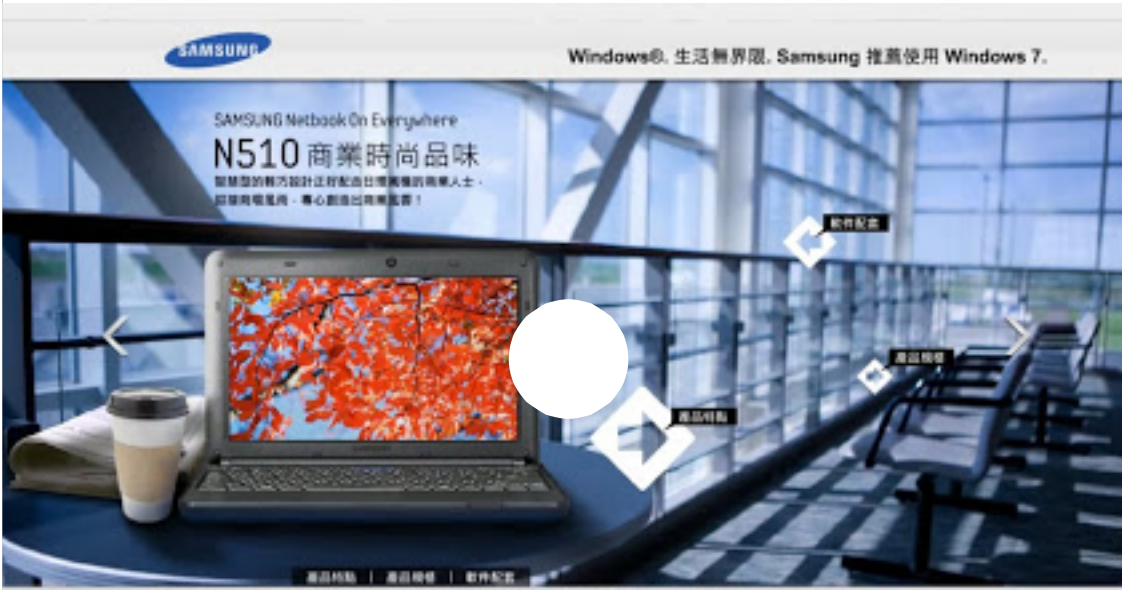 SAMSUNG
Windows®. 生活無界限. Samsung 推薦使用 Windows 7.
SAMSUNG Netbook On Everywhere
N510 商業時尚品味
軟件配套
產品規格
產品特點
產品特點 | 產品規格 | 軟件配套